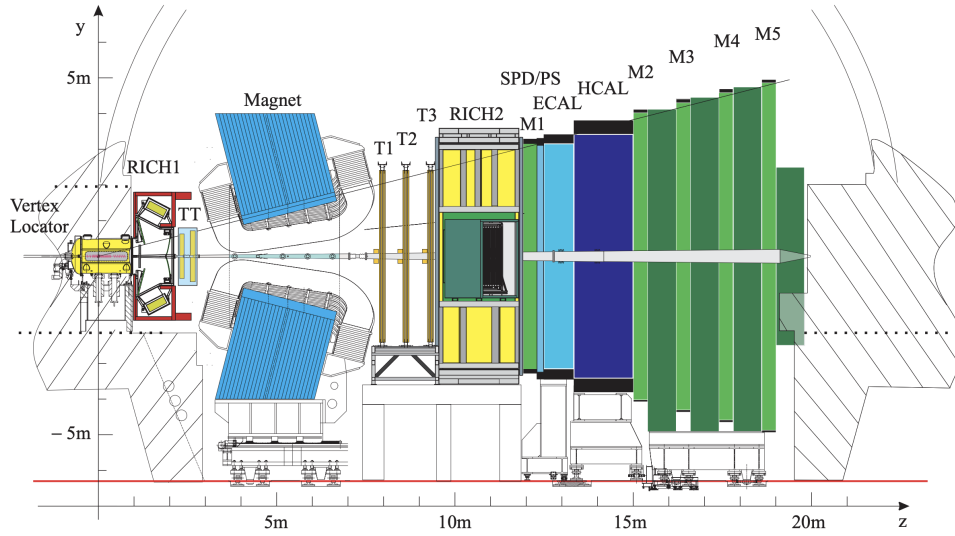 y
5m
M5
M4
M3
M2
SPD/PS
HCAL
ECAL
Magnet
T3
RICH2
M1
T2
T1
RICH1
Vertex
Locator
TT
− 5m
5m
10m
15m
20m
z